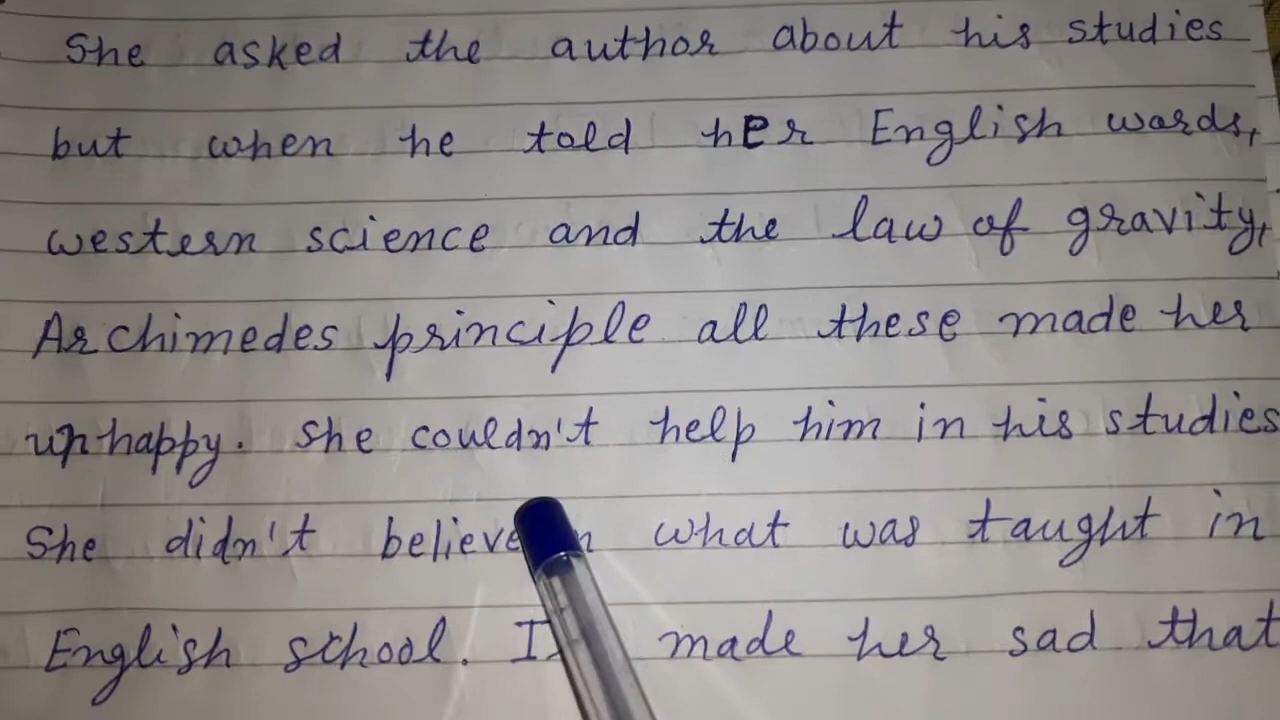 She asked the author about his studies
but when he told her English words,
western science and the law of gravity,
Archimedes principle all these made her
unhappy. She couldn't help him in his studies
She didn't believe what was taught in
English school. made her sad that